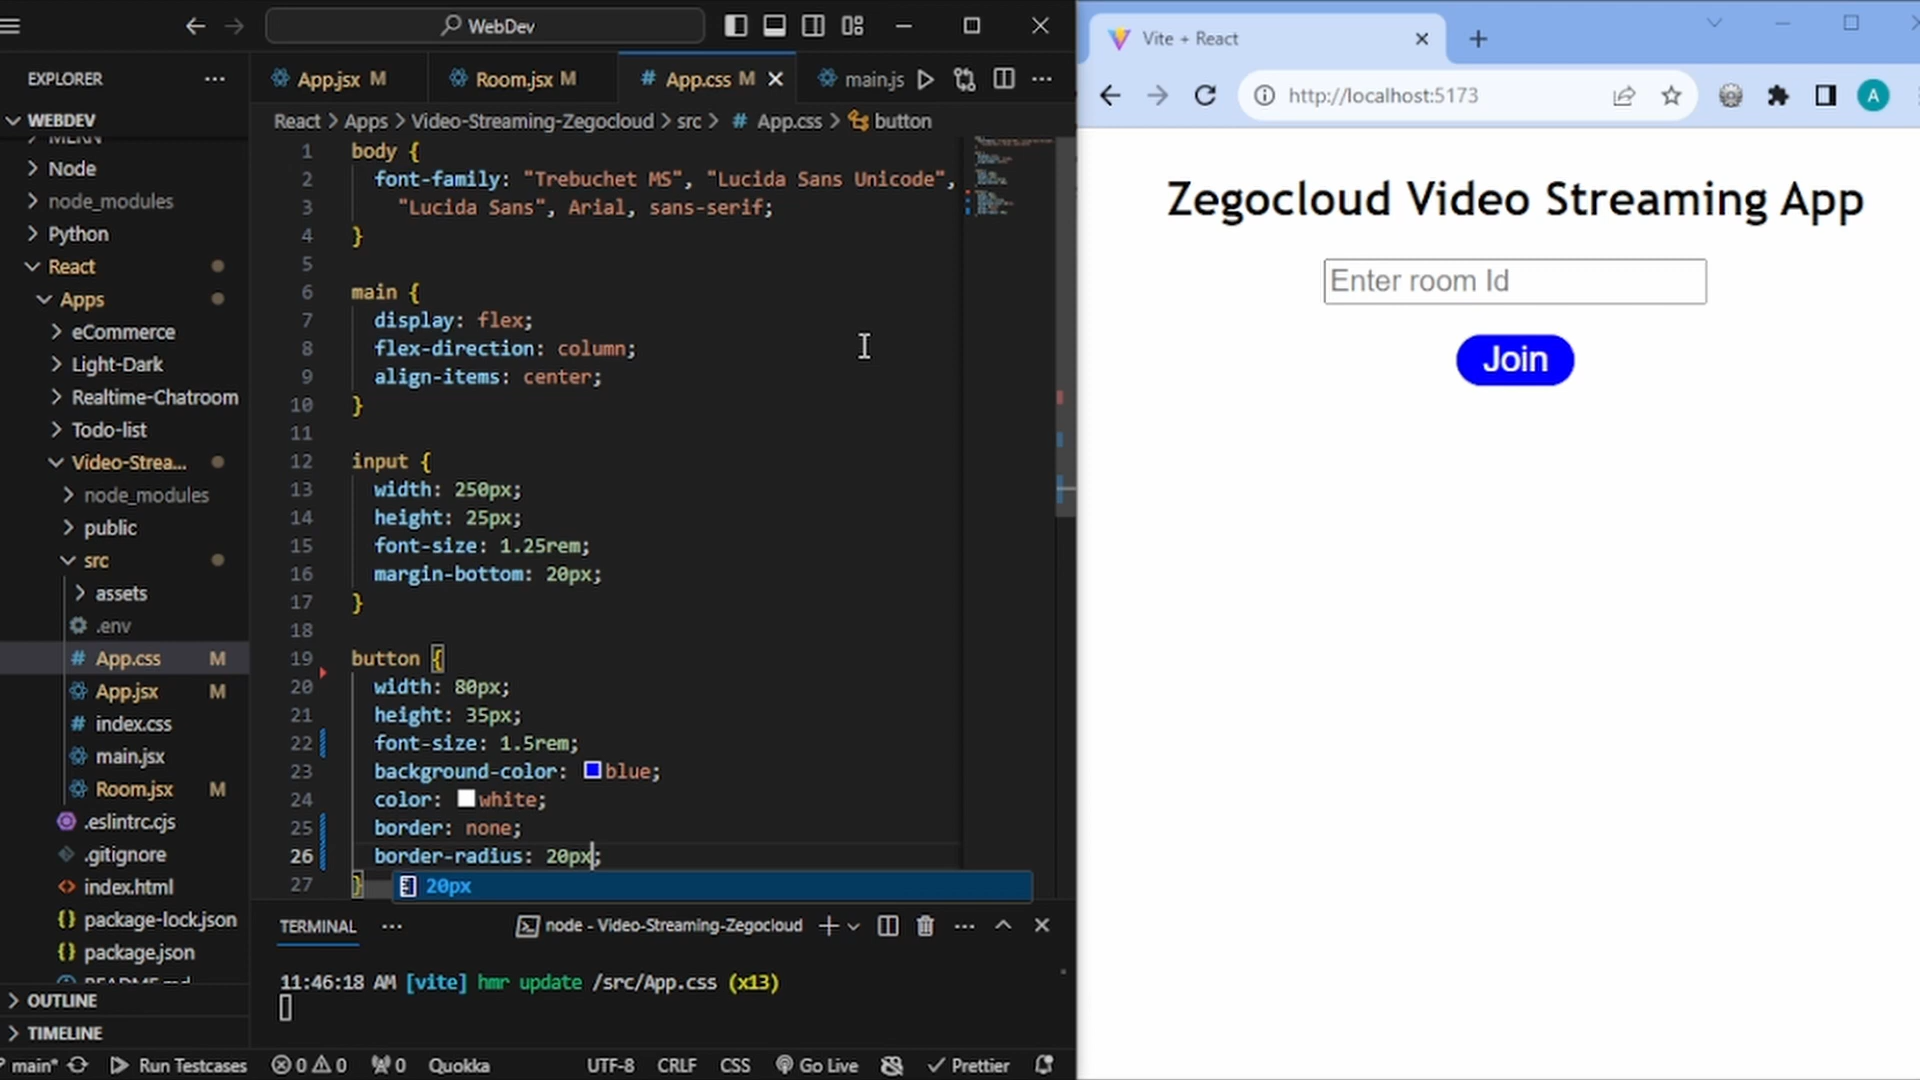 WebDev
EXPLORER
WEBDEV
MERN
Node
node_modules
Python
React
Apps
eCommerce
Light-Dark
Realtime-Chatroom
Todo-list
Video-Strea...
node_modules
public
src
assets
.env
App.css M
App.jsx M
index.css
main.jsx
Room.jsx M
.eslintrc.cjs
.gitignore
index.html
package-lock.json
package.json
README.md
OUTLINE
TIMELINE
App.jsx M
Room.jsx M
App.css M
main.js
React > Apps > Video-Streaming-Zegocloud > src > # App.css > button
1 body {
2 font-family: "Trebuchet MS", "Lucida Sans Unicode",
3 "Lucida Sans", Arial, sans-serif;
4 }
5
6 main {
7 display: flex;
8 flex-direction: column;
9 align-items: center;
10 }
11
12 input {
13 width: 250px;
14 height: 25px;
15 font-size: 1.25rem;
16 margin-bottom: 20px;
17 }
18
19 button {
20 width: 80px;
21 height: 35px;
22 font-size: 1.5rem;
23 background-color: blue;
24 color: white;
25 border: none;
26 border-radius: 20px;
27 }
20px
TERMINAL
node - Video-Streaming-Zegocloud
11:46:18 AM [vite] hmr update /src/App.css (x13)
main* Run Testcases 0 0 0 Quokka UTF-8 CRLF CSS Go Live Prettier
Vite + React
http://localhost:5173
A
Zegocloud Video Streaming App
Enter room Id
Join